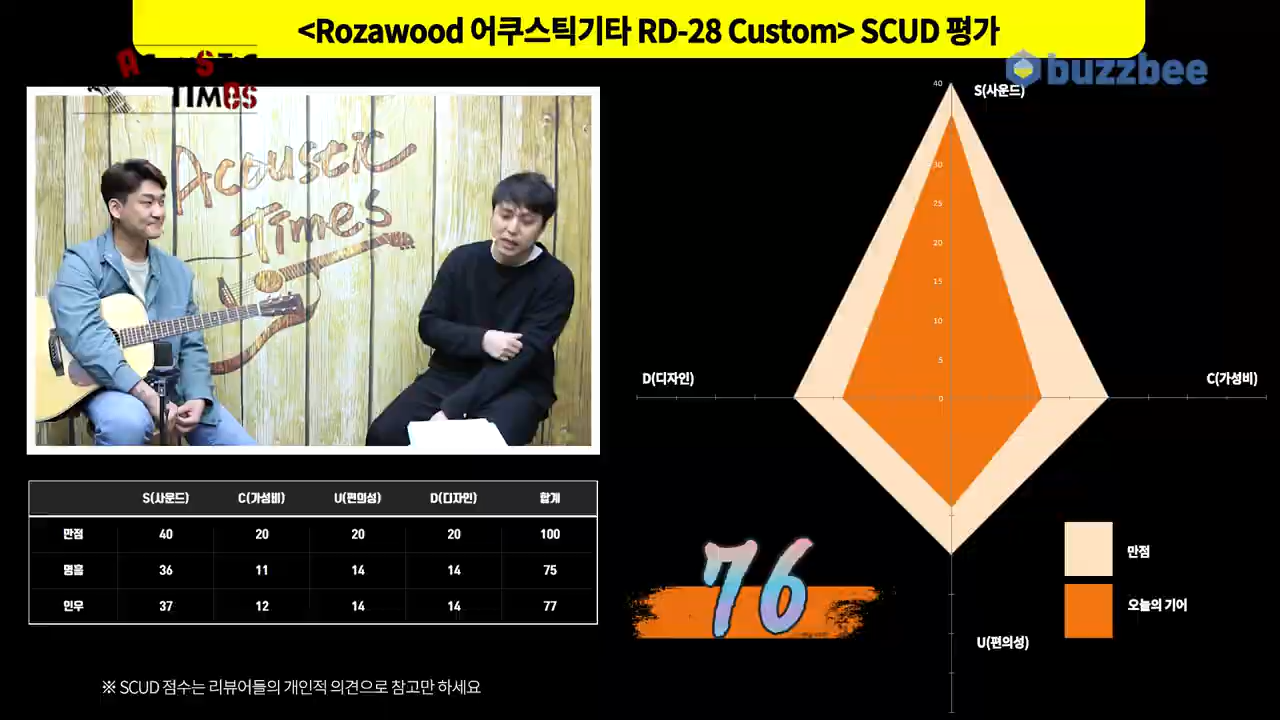 <Rozawood 어쿠스틱기타 RD-28 Custom> SCUD 평가
ACOUSTIC
TIMES
buzzbee
Acoustic
Times
40
S(사운드)
30
25
20
15
10
5
0
D(디자인)
C(가성비)
U(편의성)
S(사운드) C(가성비) U(편의성) D(디자인) 합계
만점 40 20 20 20 100
명흠 36 11 14 14 75
인우 37 12 14 14 77
76
만점
오늘의 기어
※ SCUD 점수는 리뷰어들의 개인적 의견으로 참고만 하세요